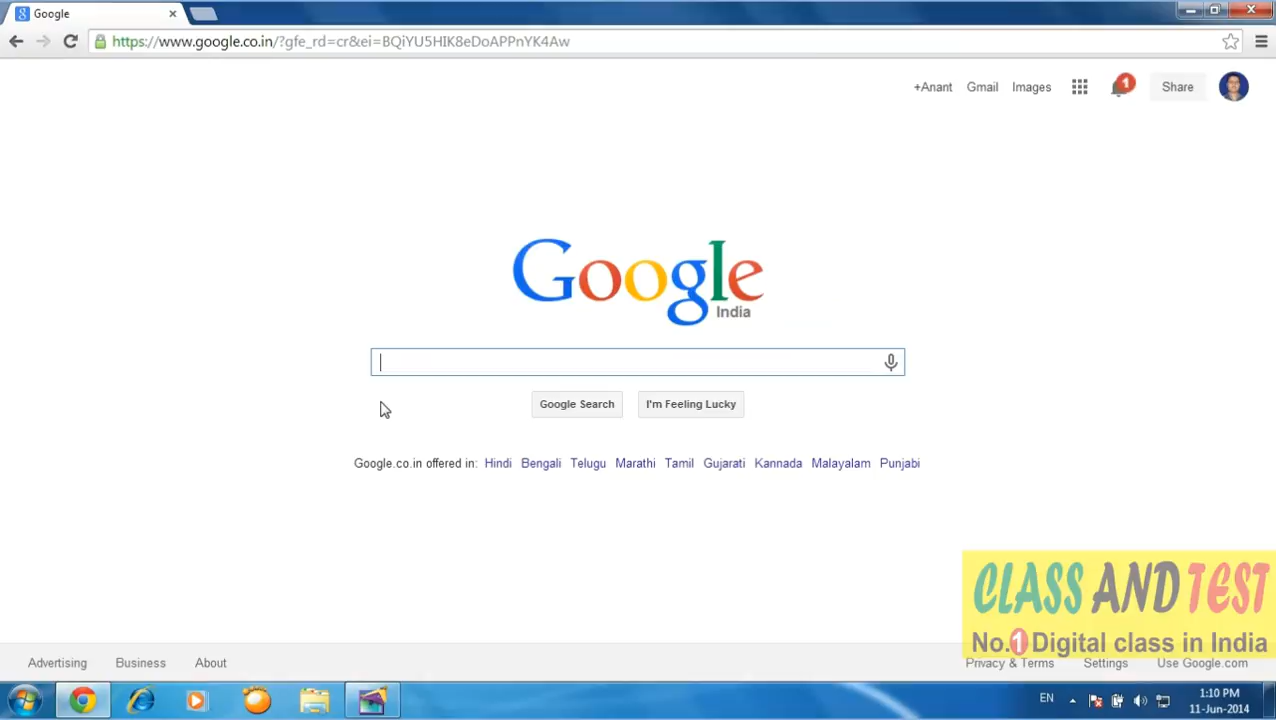 Google
https://www.google.co.in/?gfe_rd=cr&ei=BQiYU5HIK8eDoAPPnYK4Aw
+Anant Gmail Images 1 Share
Google
India
Google Search I'm Feeling Lucky
Google.co.in offered in: Hindi Bengali Telugu Marathi Tamil Gujarati Kannada Malayalam Punjabi
CLASS AND TEST
No.1 Digital class in India
Advertising Business About Privacy & Terms Settings Use Google.com
EN 1:10 PM
11-Jun-2014